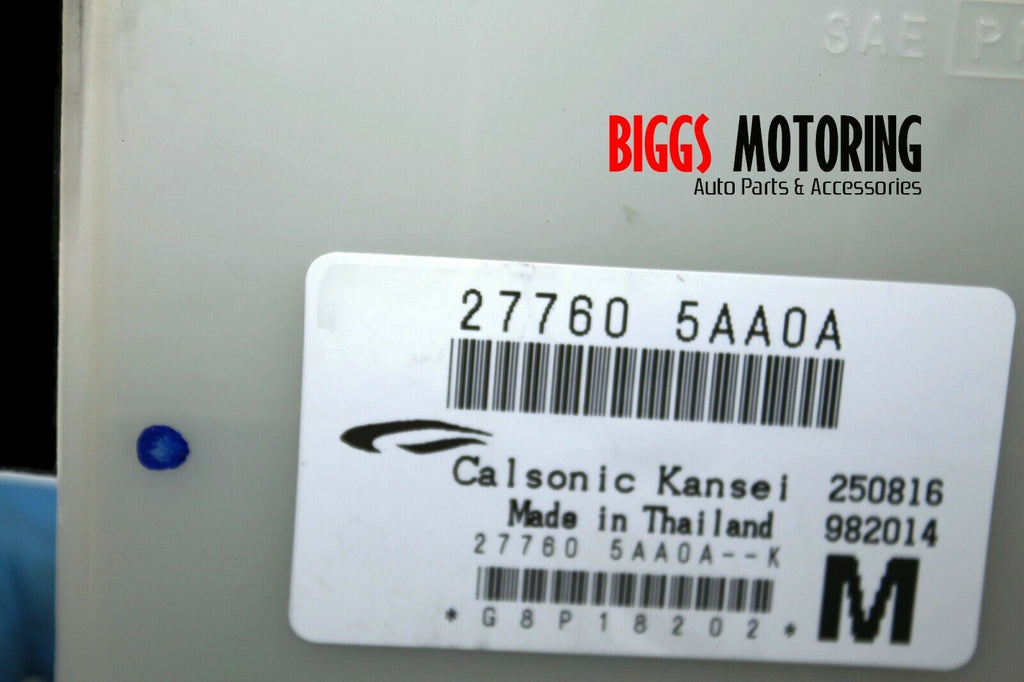 SAE
BIGGS MOTORING
Auto Parts & Accessories
27760 5AA0A
Calsonic Kansei 250816
Made in Thailand 982014
27760 5AA0A--K
M
*G8P18202*